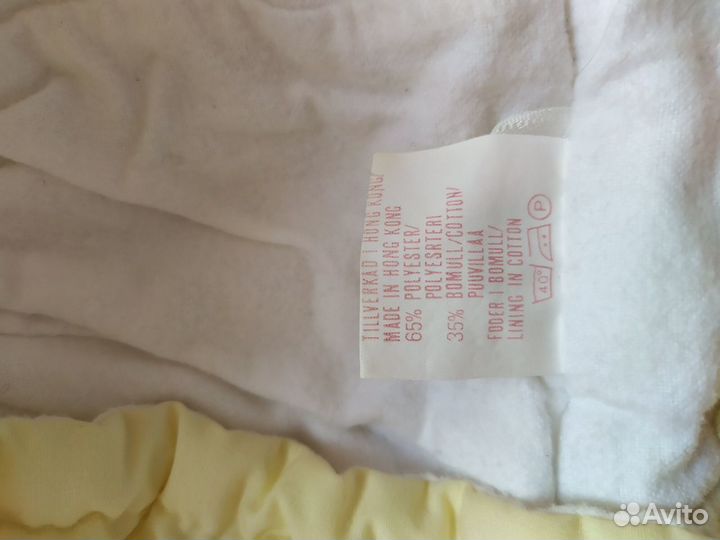 TILLVERKAD I HONG KONG/
MADE IN HONG KONG
65% POLYESTER/
POLYESRTERI
35% BOMULL/COTTON/
PUUVILLAA
FODER I BOMULL/
LINING IN COTTON
40° P
Avito